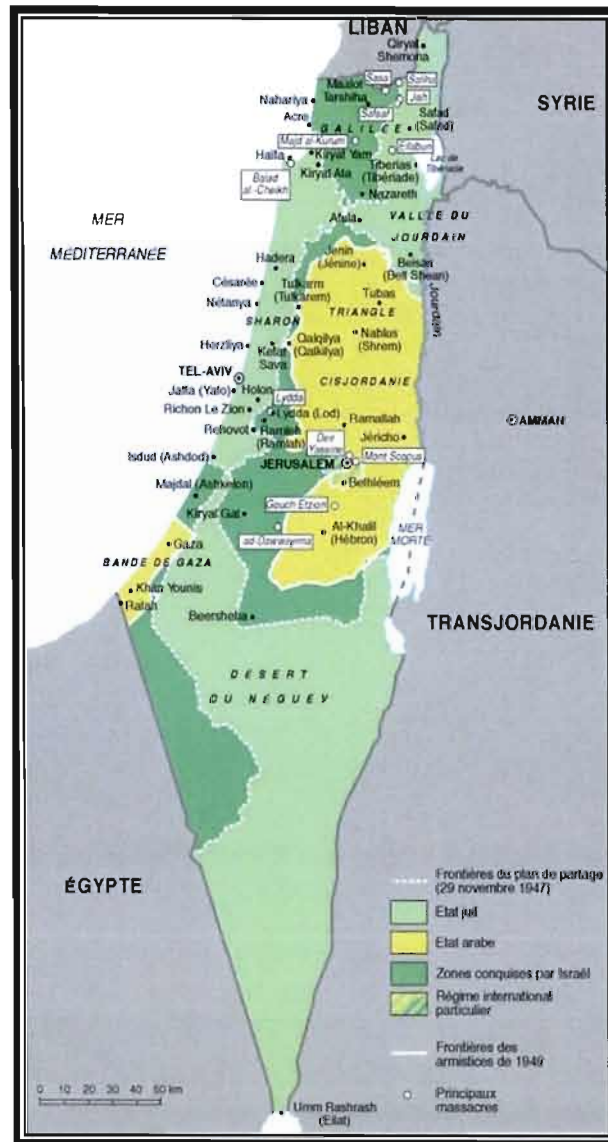 LIBAN
Qiryat
Shemona
Sasa
Saliha
Maalot
Tarshiha
Jish
SYRIE
Nahariya
Safsaf
Safad
(Safed)
Acre
GALILÉE
Majd al-Kurum
Eilabun
Haïfa
Kiryat Yam
Tiberias
(Tibériade)
Lac de
Tibériade
Balad
al-Cheikh
Kiryat Ata
Nazareth
MER
MÉDITERRANÉE
Afula
VALLÉE DU
JOURDAIN
Hadera
Jenin
(Jénine)
Beisan
(Beit Shean)
Césarée
Tulkarm
(Tulkarem)
Tubas
Jourdain
Nétanya
TRIANGLE
SHARON
Nablus
(Shrem)
Herzliya
Qalqilya
(Qalkilya)
Kefar
Sava
TEL-AVIV
CISJORDANIE
Jaffa (Yafo)
Holon
Lydda
AMMAN
Richon Le Zion
Lydda (Lod)
Ramallah
Rehovot
Ramleh
(Ramlah)
Deir
Yassine
Jéricho
Isdud (Ashdod)
JERUSALEM
Mont Scopus
Majdal (Ashkelon)
Bethléem
Kiryat Gat
Gouch Etzion
ad-Dawayima
Al-Khalil
(Hébron)
MER
MORTE
Gaza
BANDE DE GAZA
Khan Younis
Rafah
Beersheba
TRANSJORDANIE
DÉSERT
DU NÉGUEV
ÉGYPTE
Frontières du plan de partage
(29 novembre 1947)
Etat juif
Etat arabe
Zones conquises par Israël
Régime international
particulier
Frontières des
armistices de 1949
Principaux
massacres
0 10 20 30 40 50 km
Umm Rashrash
(Eilat)